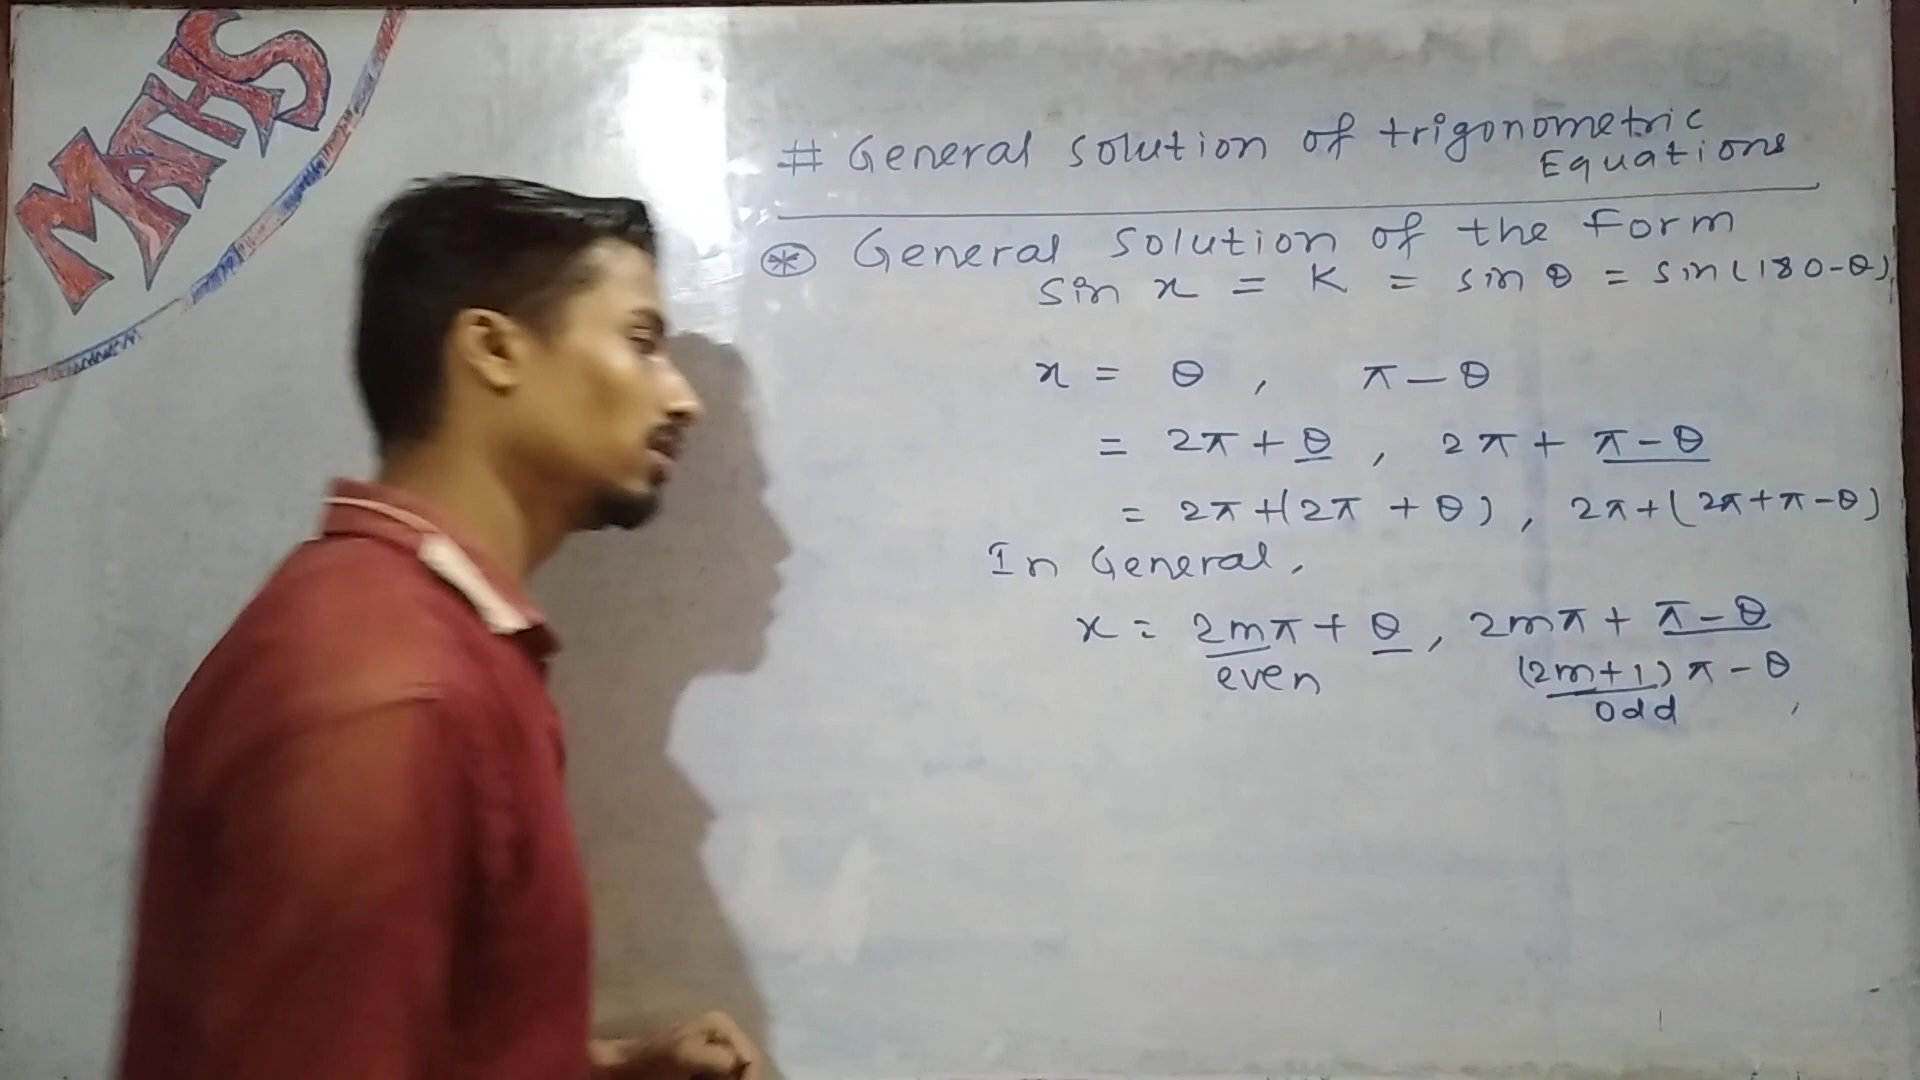 MATHS
# General solution of trigonometric
Equations
⊛ General solution of the form
sin x = K = sin θ = sin(180-θ)
x = θ , π - θ
= 2π + θ , 2π + π - θ
= 2π +(2π + θ) , 2π+(2π+π-θ)
In General,
x = 2mπ + θ , 2mπ + π - θ
even (2m+1)π - θ
odd